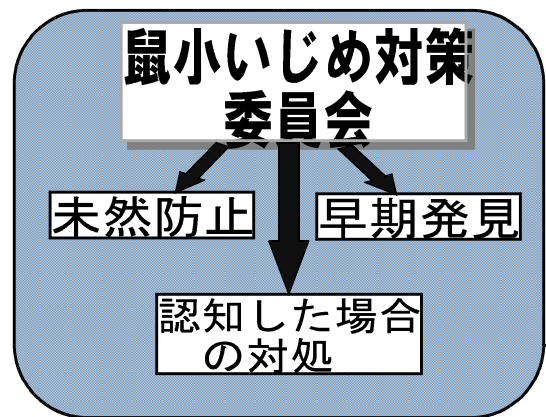 鼠小いじめ対策
委員会
未然防止
早期発見
認知した場合
の対処